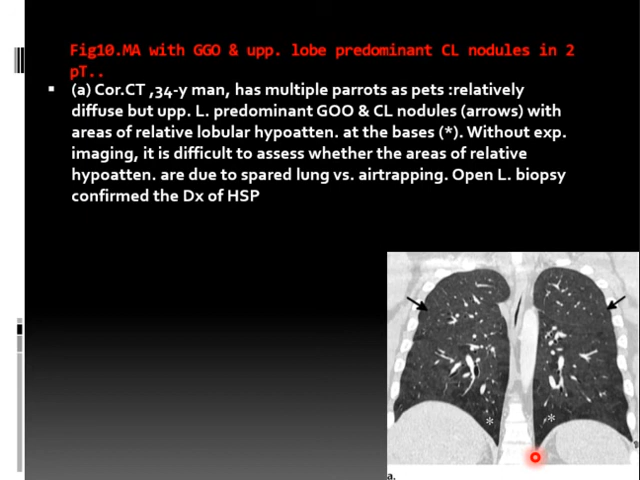 Fig10.MA with GGO & upp. lobe predominant CL nodules in 2
pT..
(a) Cor.CT ,34-y man, has multiple parrots as pets :relatively
diffuse but upp. L. predominant GOO & CL nodules (arrows) with
areas of relative lobular hypoatten. at the bases (*). Without exp.
imaging, it is difficult to assess whether the areas of relative
hypoatten. are due to spared lung vs. airtrapping. Open L. biopsy
confirmed the Dx of HSP
* *
a.